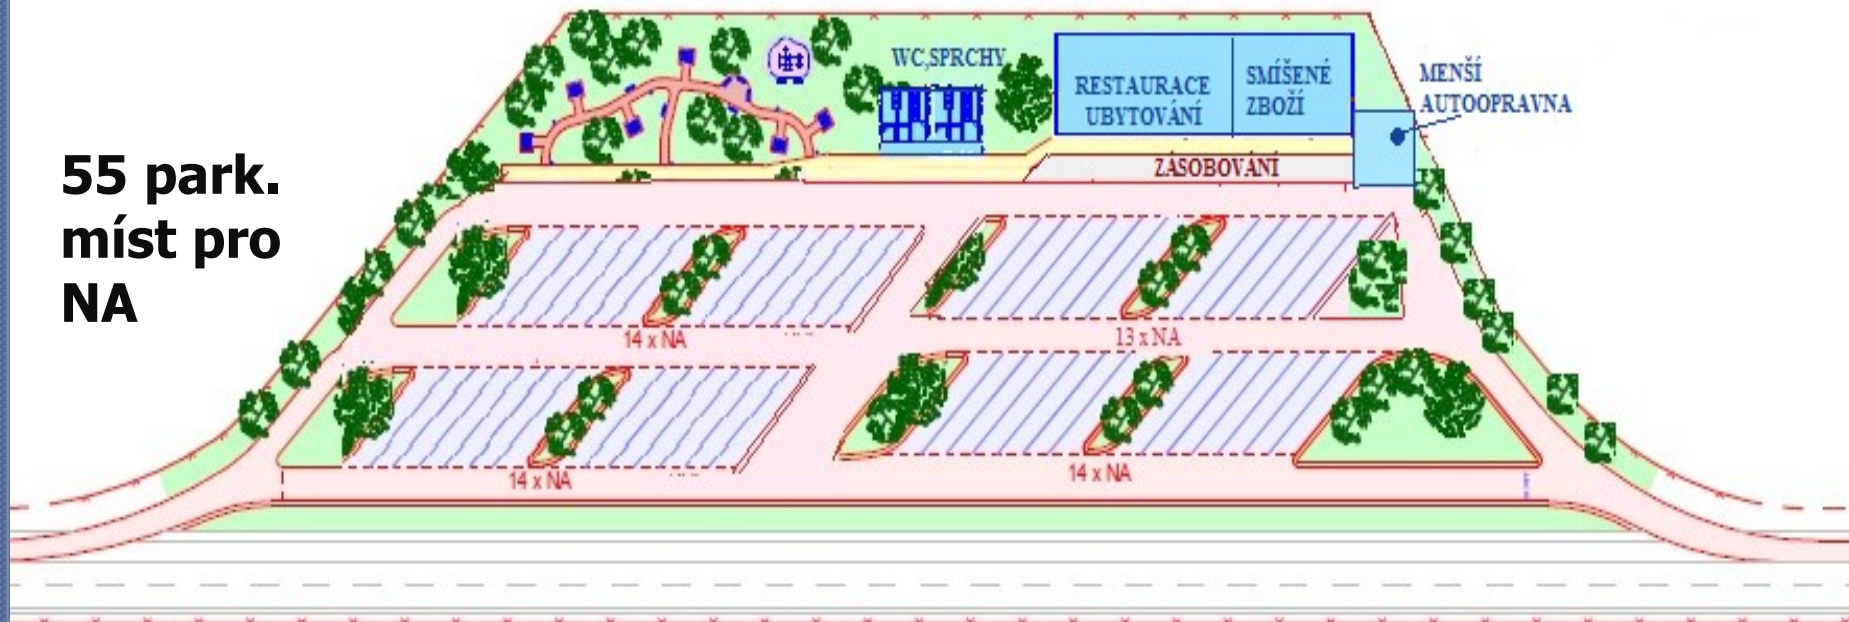 55 park.
míst pro
NA
WC,SPRCHY
RESTAURACE
UBYTOVÁNÍ
SMÍŠENÉ
ZBOŽÍ
MENŠÍ
AUTOOPRAVNA
ZÁSOBOVÁNÍ
14 x NA
13 x NA
14 x NA
14 x NA